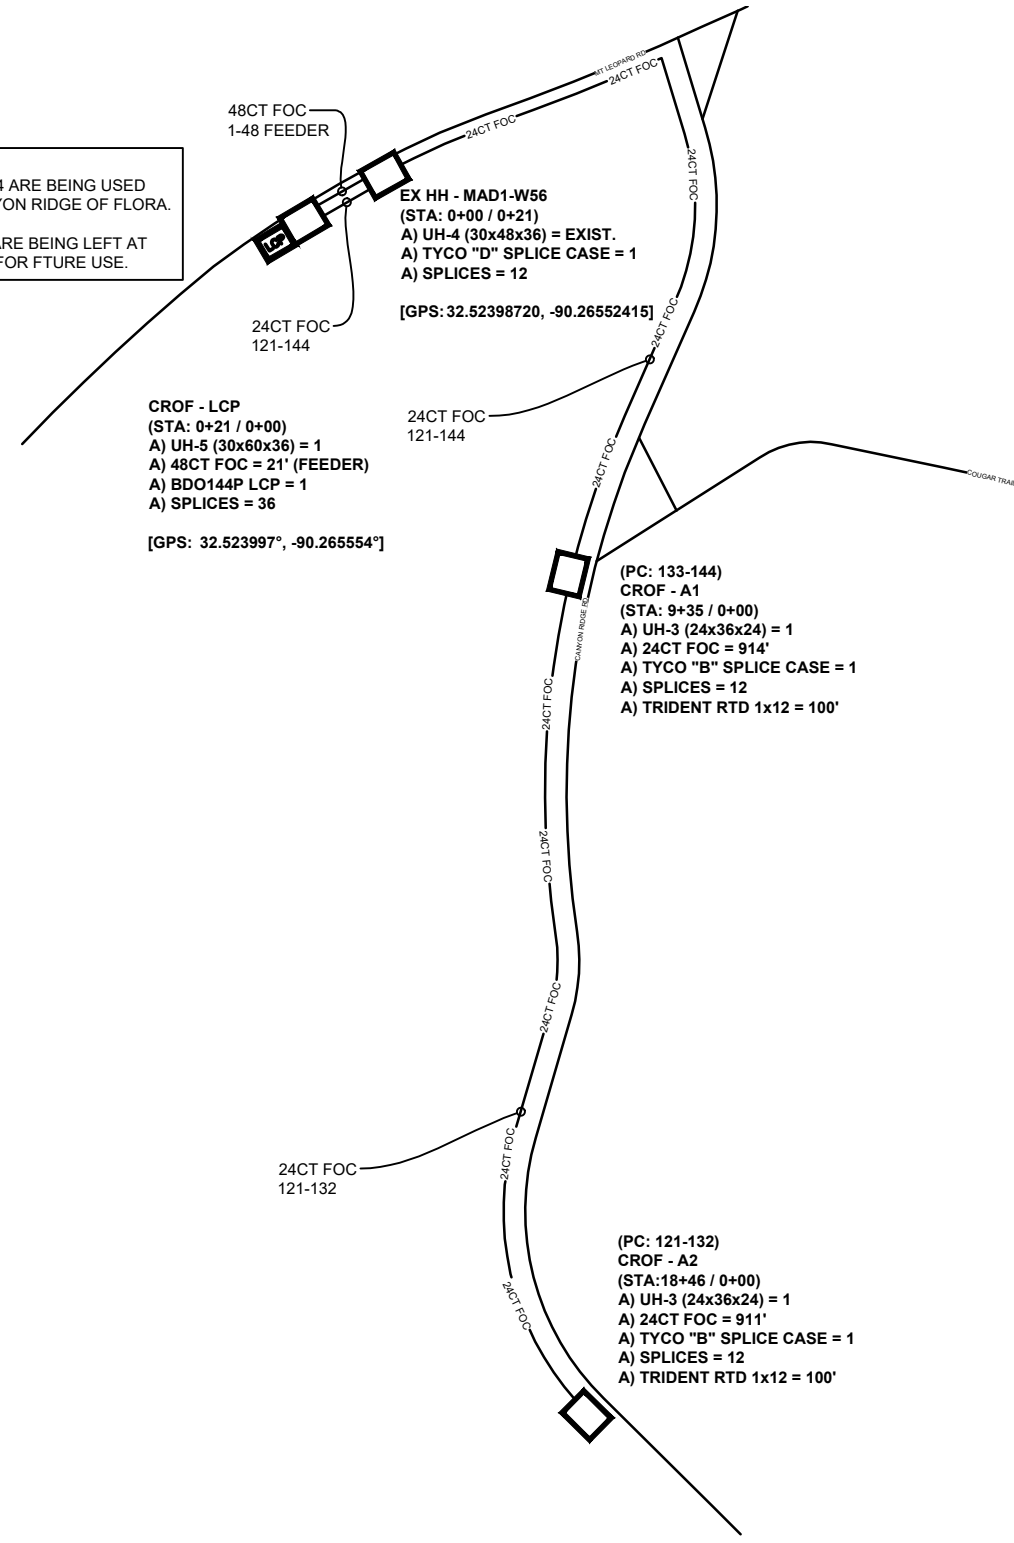 MT LEOPARD RD
24CT FOC
24CT FOC
48CT FOC
1-48 FEEDER
24CT FOC
4 ARE BEING USED
YON RIDGE OF FLORA.
ARE BEING LEFT AT
FOR FTURE USE.
LCP
EX HH - MAD1-W56
(STA: 0+00 / 0+21)
A) UH-4 (30x48x36) = EXIST.
A) TYCO "D" SPLICE CASE = 1
A) SPLICES = 12
[GPS: 32.52398720, -90.26552415]
24CT FOC
121-144
24CT FOC
CROF - LCP
(STA: 0+21 / 0+00)
A) UH-5 (30x60x36) = 1
A) 48CT FOC = 21' (FEEDER)
A) BDO144P LCP = 1
A) SPLICES = 36
[GPS: 32.523997°, -90.265554°]
24CT FOC
121-144
24CT FOC
COUGAR TRAIL
(PC: 133-144)
CROF - A1
(STA: 9+35 / 0+00)
A) UH-3 (24x36x24) = 1
A) 24CT FOC = 914'
A) TYCO "B" SPLICE CASE = 1
A) SPLICES = 12
A) TRIDENT RTD 1x12 = 100'
CANYON RIDGE RD
24CT FOC
24CT FOC
24CT FOC
24CT FOC
24CT FOC
121-132
24CT FOC
(PC: 121-132)
CROF - A2
(STA:18+46 / 0+00)
A) UH-3 (24x36x24) = 1
A) 24CT FOC = 911'
A) TYCO "B" SPLICE CASE = 1
A) SPLICES = 12
A) TRIDENT RTD 1x12 = 100'